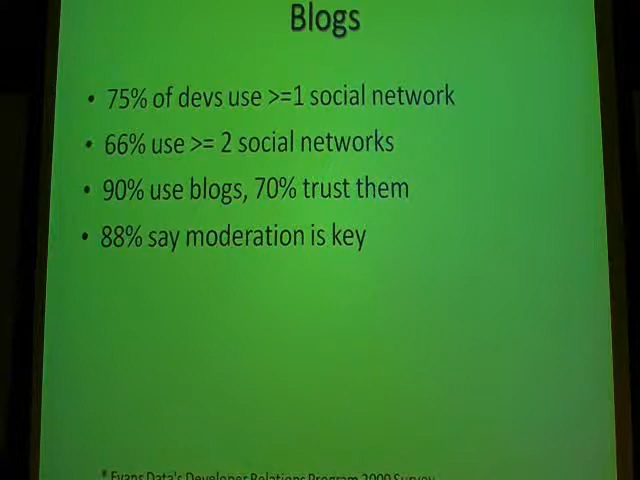 Blogs
• 75% of devs use >=1 social network
• 66% use >= 2 social networks
• 90% use blogs, 70% trust them
• 88% say moderation is key
* Evans Data's Developer Relations Program 2009 Survey